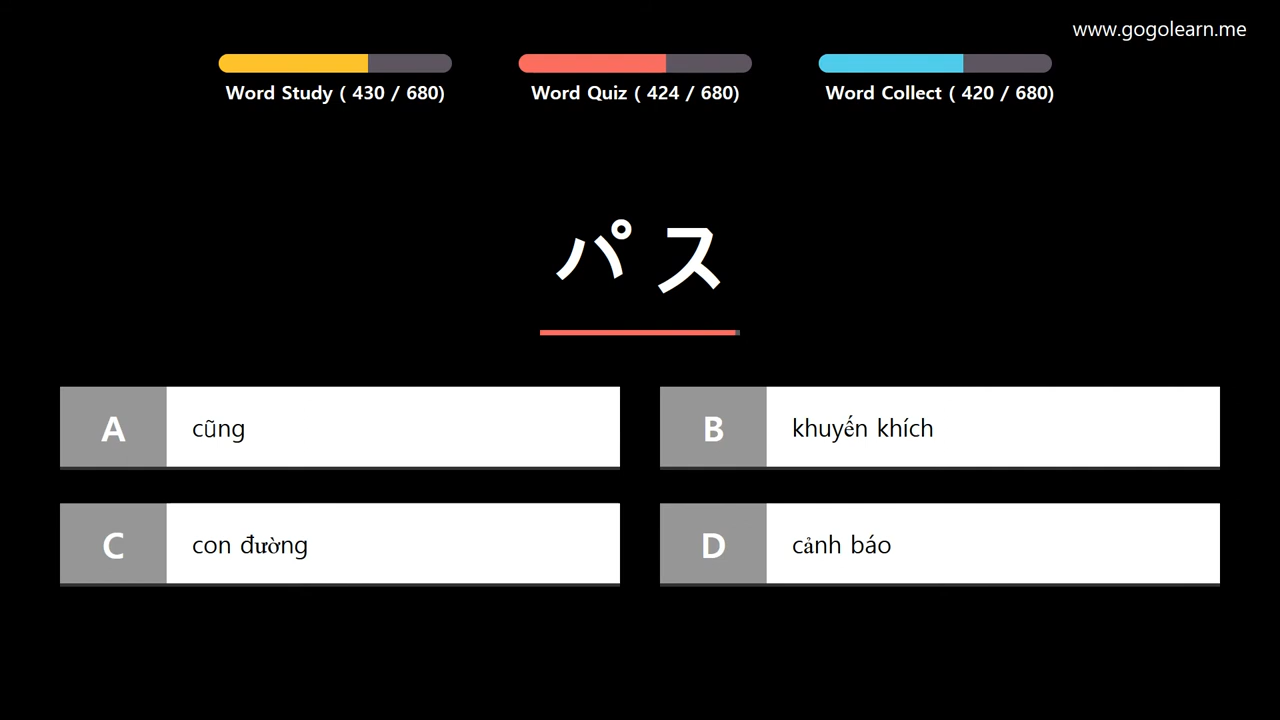 www.gogolearn.me
Word Study ( 430 / 680)
Word Quiz ( 424 / 680)
Word Collect ( 420 / 680)
パス
A
cũng
B
khuyến khích
C
con đường
D
cảnh báo